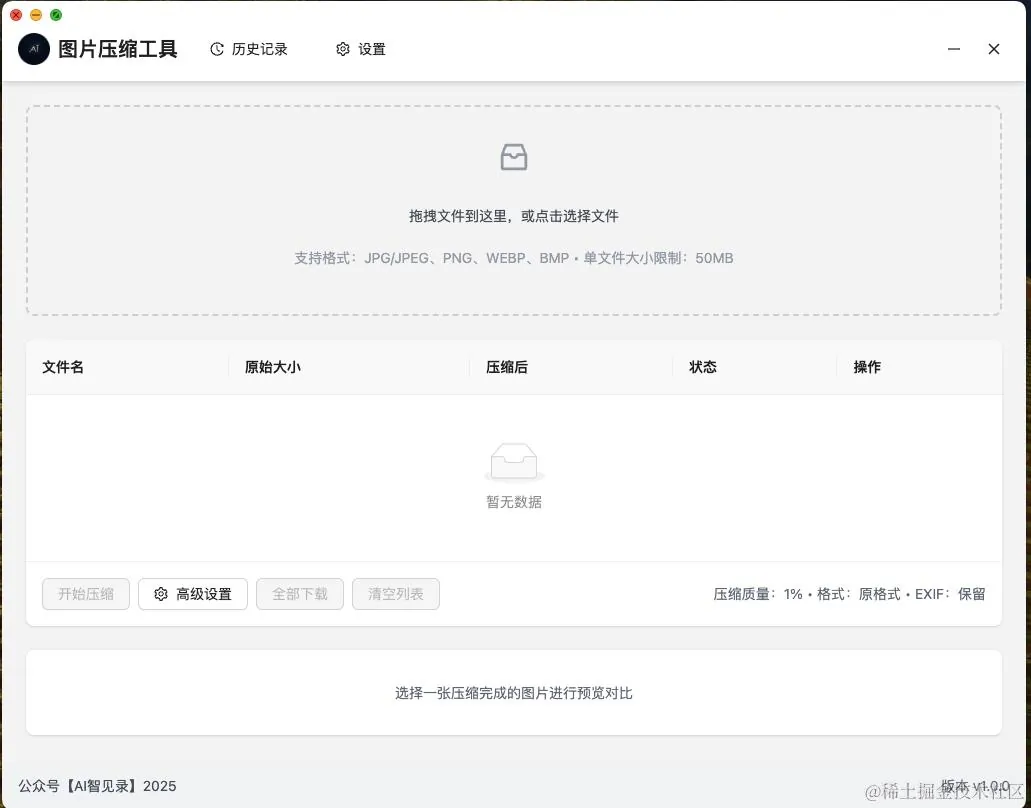 AI
图片压缩工具 历史记录 设置
拖拽文件到这里，或点击选择文件
支持格式：JPG/JPEG、PNG、WEBP、BMP • 单文件大小限制：50MB
文件名 原始大小 压缩后 状态 操作
暂无数据
开始压缩 高级设置 全部下载 清空列表 压缩质量：1% • 格式：原格式 • EXIF：保留
选择一张压缩完成的图片进行预览对比
公众号【AI智见录】2025 版本 v1.0.0
@稀土掘金技术社区